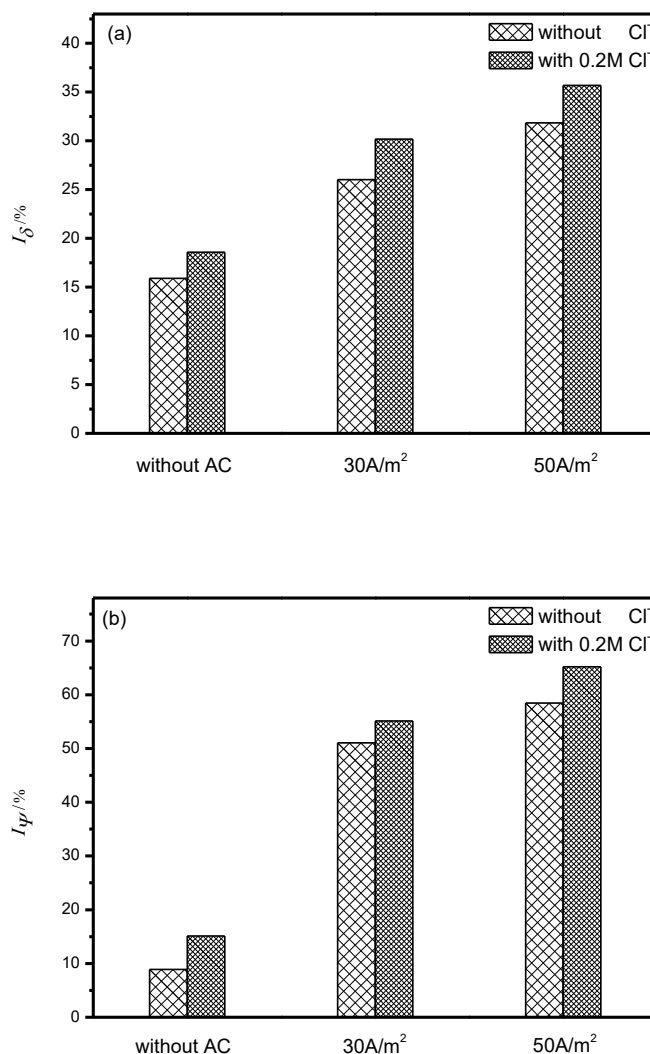 (a)
without Cl⁻
with 0.2M Cl⁻
40
35
30
25
20
15
10
5
0
I_δ/%
without AC
30A/m²
50A/m²
(b)
without Cl⁻
with 0.2M Cl⁻
70
60
50
40
30
20
10
0
I_Ψ/%
without AC
30A/m²
50A/m²